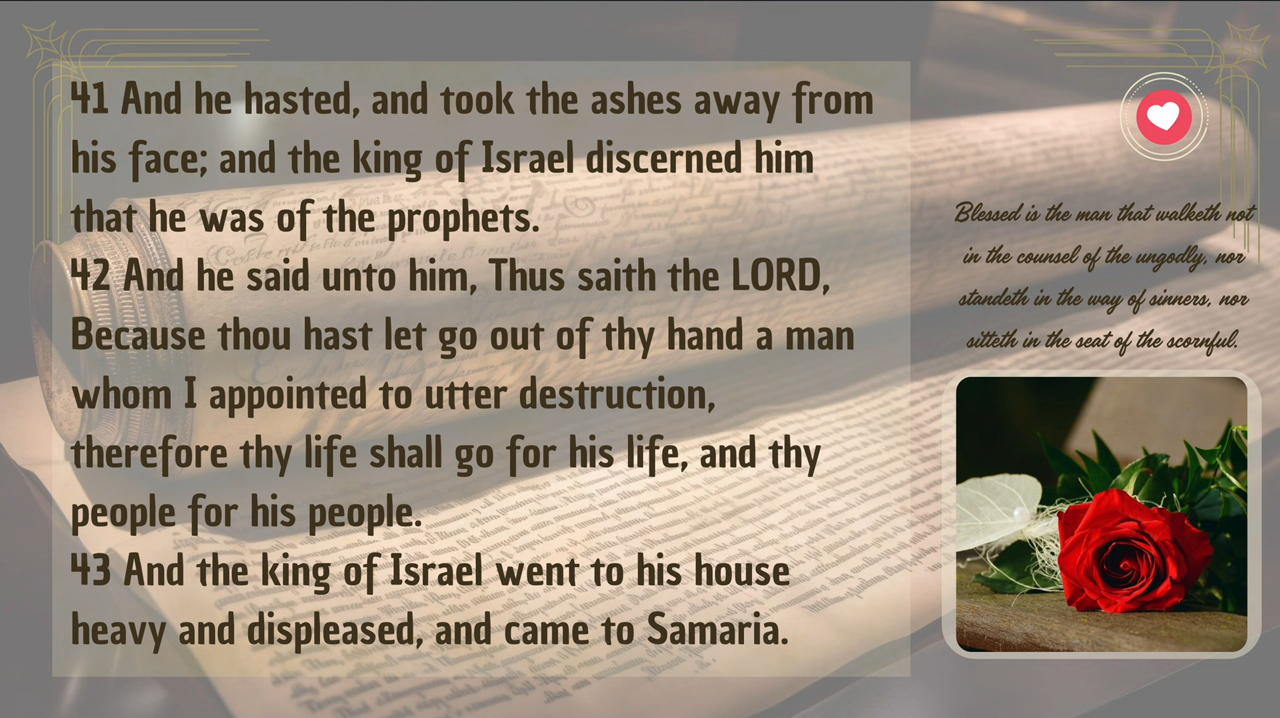 41 And he hasted, and took the ashes away from
his face; and the king of Israel discerned him
that he was of the prophets.
42 And he said unto him, Thus saith the LORD,
Because thou hast let go out of thy hand a man
whom I appointed to utter destruction,
therefore thy life shall go for his life, and thy
people for his people.
43 And the king of Israel went to his house
heavy and displeased, and came to Samaria.
Blessed is the man that walketh not
in the counsel of the ungodly, nor
standeth in the way of sinners, nor
sitteth in the seat of the scornful.